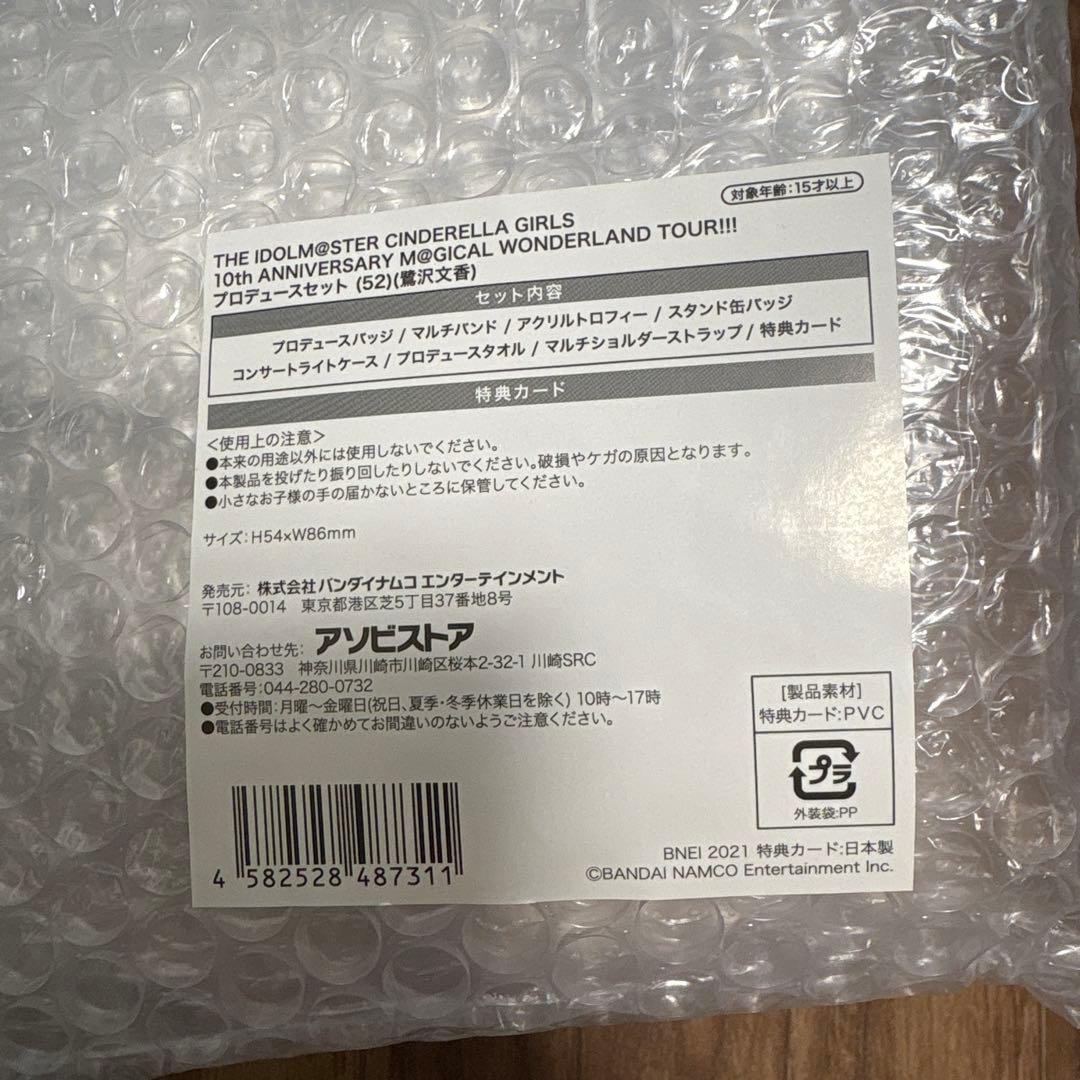 対象年齢:15才以上
THE IDOLM@STER CINDERELLA GIRLS
10th ANNIVERSARY M@GICAL WONDERLAND TOUR!!!
プロデュースセット (52)(鷺沢文香)
セット内容
プロデュースバッジ / マルチバンド / アクリルトロフィー / スタンド缶バッジ
コンサートライトケース / プロデュースタオル / マルチショルダーストラップ / 特典カード
特典カード
<使用上の注意>
●本来の用途以外には使用しないでください。
●本製品を投げたり振り回したりしないでください。破損やケガの原因となります。
●小さなお子様の手の届かないところに保管してください。
サイズ:H54×W86mm
発売元: 株式会社バンダイナムコエンターテインメント
〒108-0014 東京都港区芝5丁目37番地8号
お問い合わせ先: アソビストア
〒210-0833 神奈川県川崎市川崎区桜本2-32-1 川崎SRC
電話番号:044-280-0732
●受付時間:月曜～金曜日(祝日、夏季・冬季休業日を除く) 10時～17時
●電話番号はよく確かめてお間違いのないようご注意ください。
[製品素材]
特典カード:PVC
プラ
外装袋:PP
4 582528 487311
BNEI 2021 特典カード:日本製
©BANDAI NAMCO Entertainment Inc.